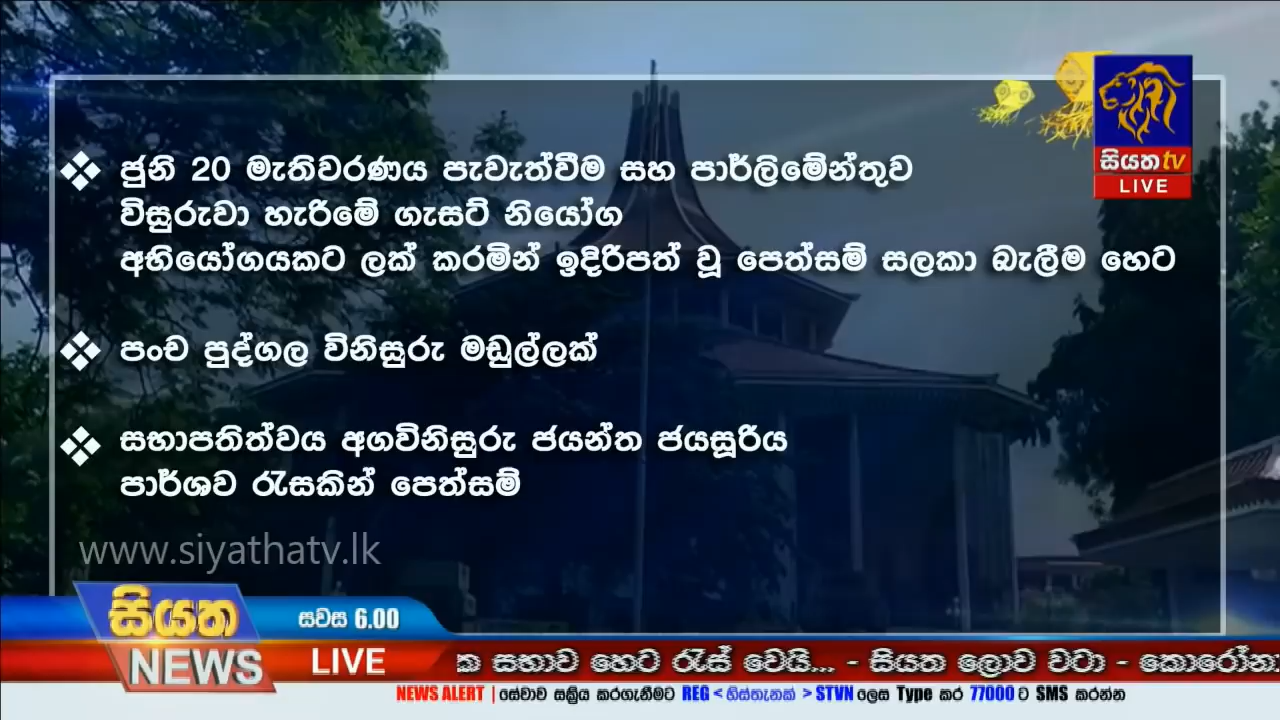 සියත tv
LIVE
ජුනි 20 මැතිවරණය පැවැත්වීම සහ පාර්ලිමේන්තුව
විසුරුවා හැරිමේ ගැසට් නියෝග
අභියෝගයකට ලක් කරමින් ඉදිරිපත් වූ පෙත්සම් සලකා බැලීම හෙට
පංච පුද්ගල විනිසුරු මඩුල්ලක්
සභාපතිත්වය අගවිනිසුරු ජයන්ත ජයසූරිය
පාර්ශව රැසකින් පෙත්සම්
www.siyathatv.lk
සියත
NEWS
සවස 6.00
LIVE
ක සභාව හෙට රැස් වෙයි... - සියත ලොව වටා - කොරෝනා
NEWS ALERT | සේවාව සක්‍රිය කරගැනීමට REG < හිස්තැනක් > STVN ලෙස Type කර 77000 ට SMS කරන්න